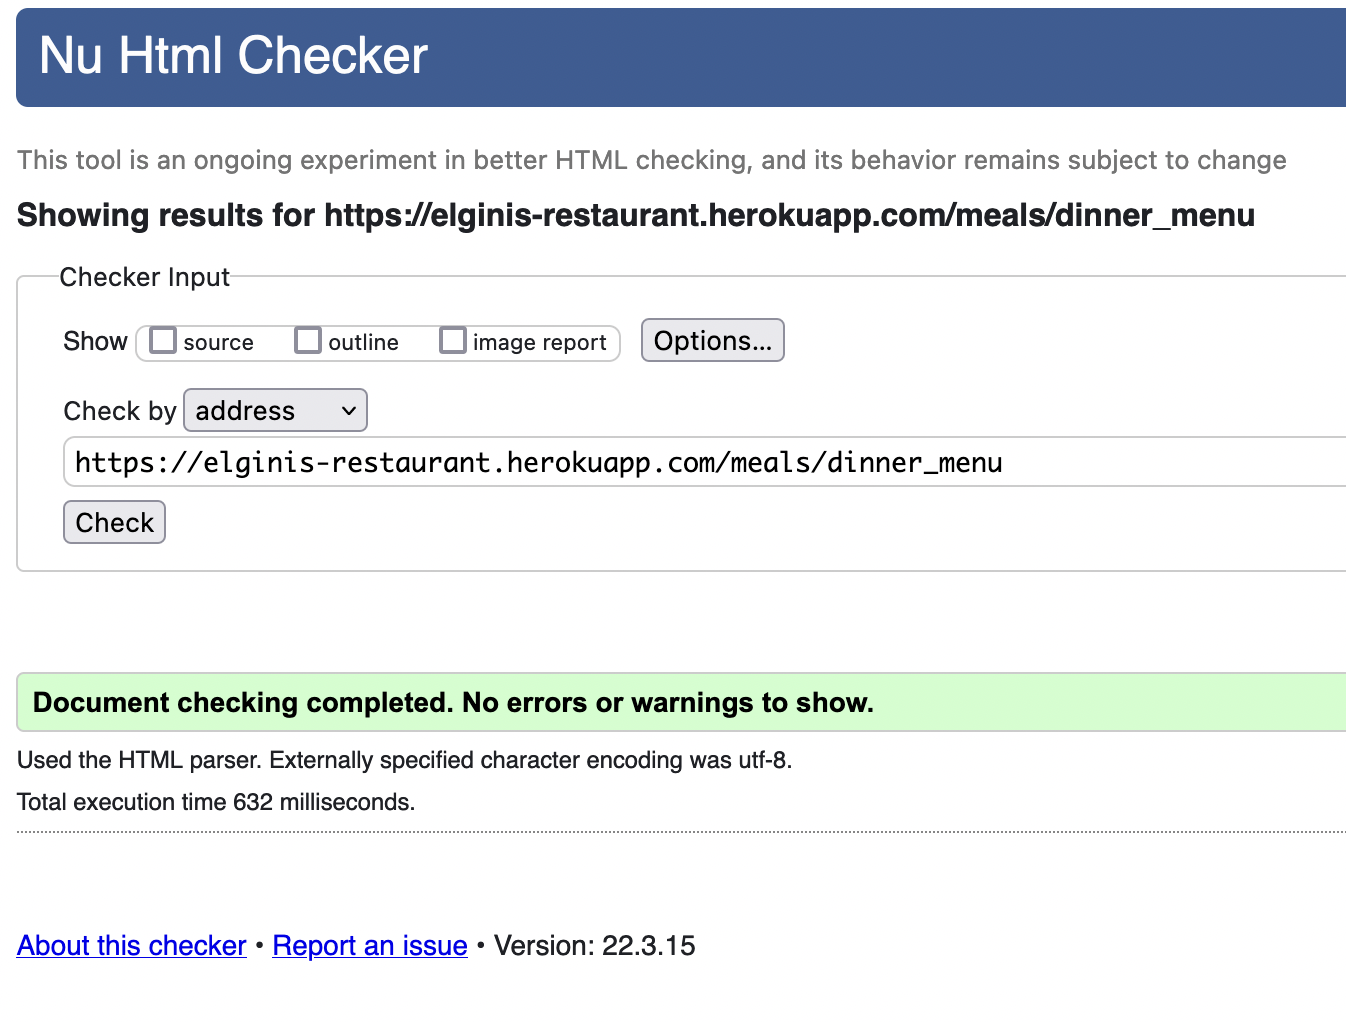 Nu Html Checker
This tool is an ongoing experiment in better HTML checking, and its behavior remains subject to change
Showing results for https://elginis-restaurant.herokuapp.com/meals/dinner_menu
Checker Input
Show source outline image report Options...
Check by address
https://elginis-restaurant.herokuapp.com/meals/dinner_menu
Check
Document checking completed. No errors or warnings to show.
Used the HTML parser. Externally specified character encoding was utf-8.
Total execution time 632 milliseconds.
About this checker • Report an issue • Version: 22.3.15